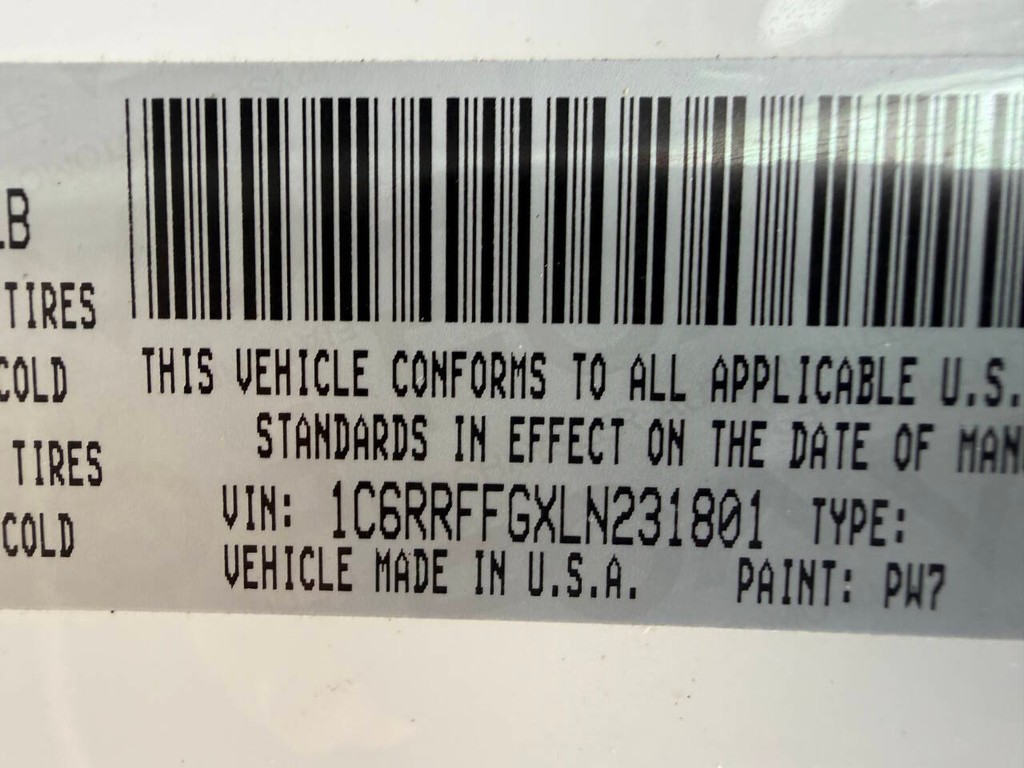 LB
TIRES
COLD
TIRES
COLD
THIS VEHICLE CONFORMS TO ALL APPLICABLE U.S.
STANDARDS IN EFFECT ON THE DATE OF MAN
VIN: 1C6RRFFGXLN231801 TYPE:
VEHICLE MADE IN U.S.A. PAINT: PW7